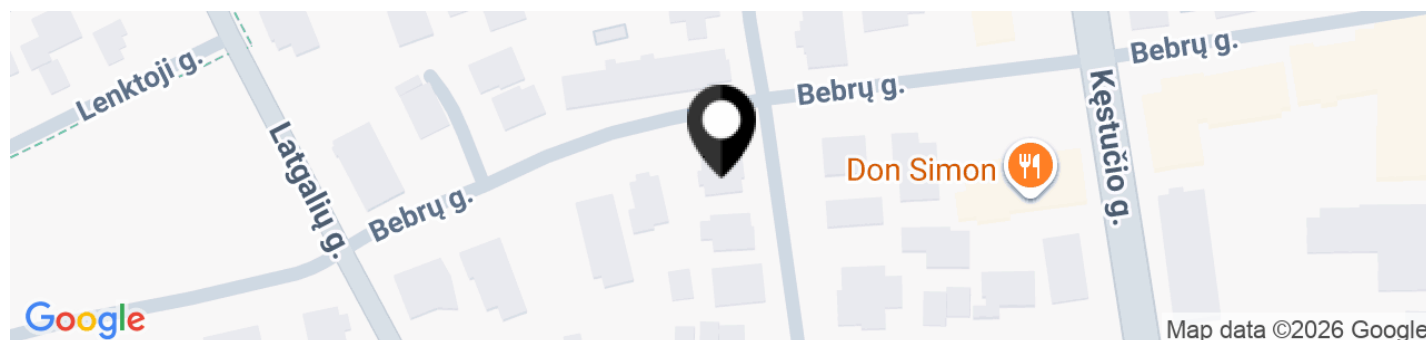 Lenktoji g.
Latgalių g.
Bebrų g.
Bebrų g.
Bebrų g.
Don Simon
Kęstučio g.
Google
Map data ©2026 Google